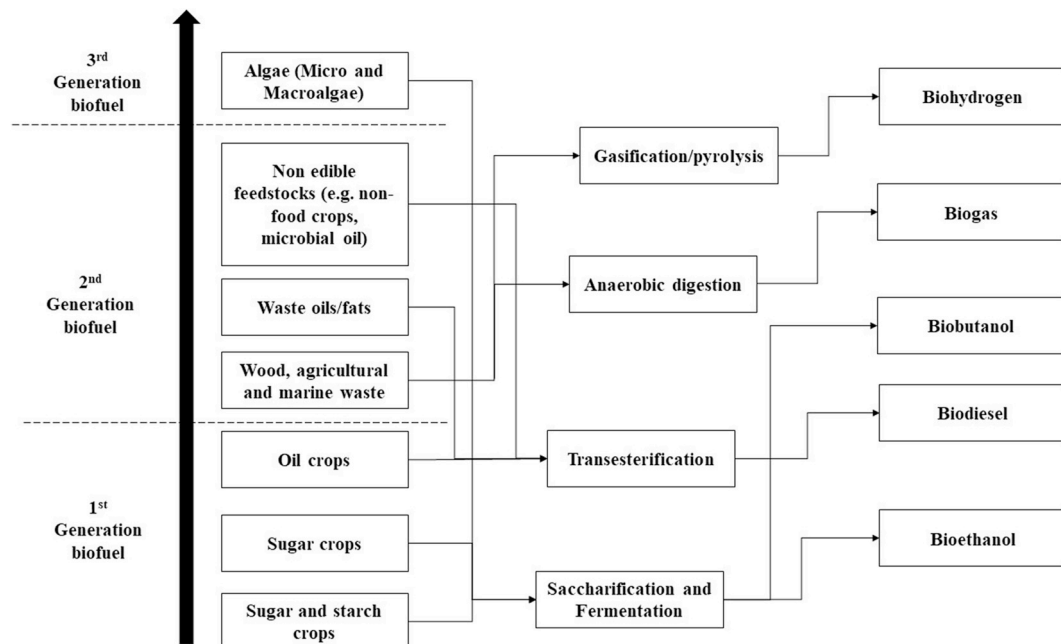 3rd
Generation
biofuel
Algae (Micro and
Macroalgae)
Non edible
feedstocks (e.g. non-
food crops,
microbial oil)
2nd
Generation
biofuel
Waste oils/fats
Wood, agricultural
and marine waste
Oil crops
1st
Generation
biofuel
Sugar crops
Sugar and starch
crops
Gasification/pyrolysis
Anaerobic digestion
Transesterification
Saccharification and
Fermentation
Biohydrogen
Biogas
Biobutanol
Biodiesel
Bioethanol